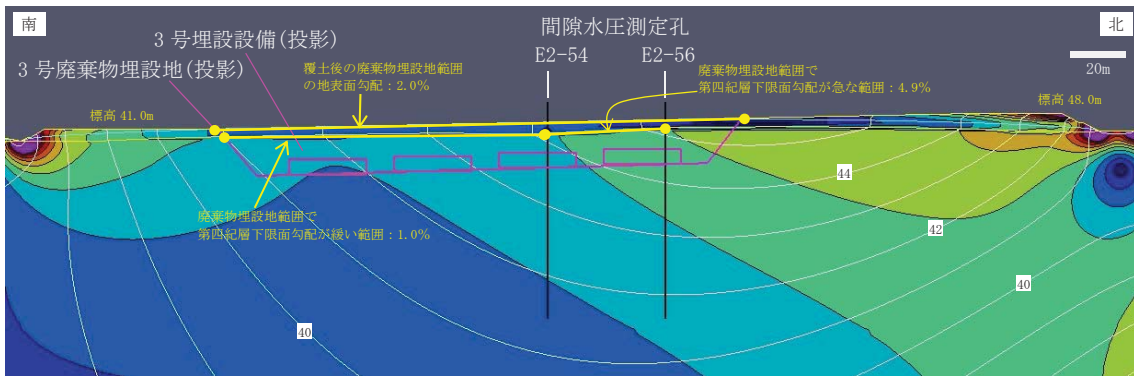 南
北
間隙水圧測定孔
3号埋設設備(投影)
E2-54
E2-56
3号廃棄物埋設地(投影)
覆土後の廃棄物埋設地範囲
の地表面勾配：2.0%
廃棄物埋設地範囲で
第四紀層下限面勾配が急な範囲：4.9%
20m
標高 41.0m
標高 48.0m
44
廃棄物埋設地範囲で
第四紀層下限面勾配が緩い範囲：1.0%
42
40
40